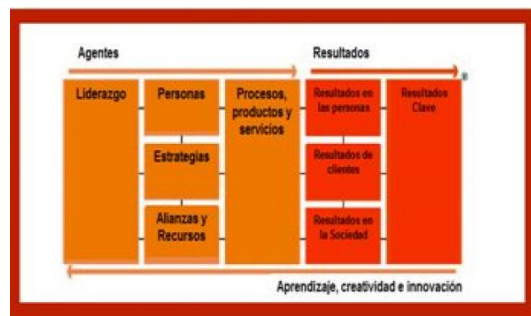 Agentes
Resultados
®
Liderazgo
Personas
Procesos,
productos y
servicios
Resultados en
las personas
Resultados
Clave
Estrategias
Resultados de
clientes
Alianzas y
Recursos
Resultados en
la Sociedad
Aprendizaje, creatividad e innovación